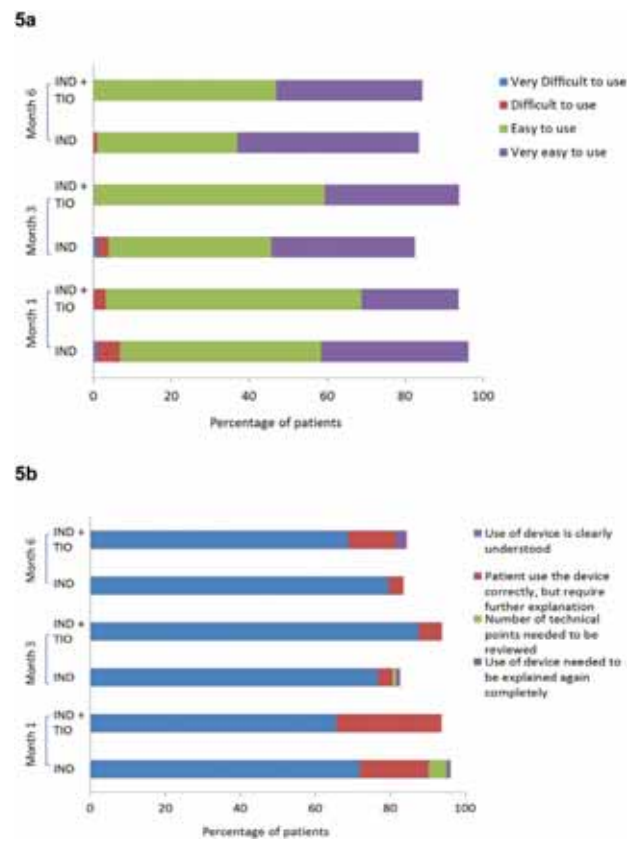 5a
Month 6
IND +
TIO
IND
Month 3
IND +
TIO
IND
Month 1
IND +
TIO
IND
0 20 40 60 80 100
Percentage of patients
Very Difficult to use
Difficult to use
Easy to use
Very easy to use
5b
Month 6
IND +
TIO
IND
Month 3
IND +
TIO
IND
Month 1
IND +
TIO
IND
0 20 40 60 80 100
Percentage of patients
Use of device is clearly
understood
Patient use the device
correctly, but require
further explanation
Number of technical
points needed to be
reviewed
Use of device needed to
be explained again
completely